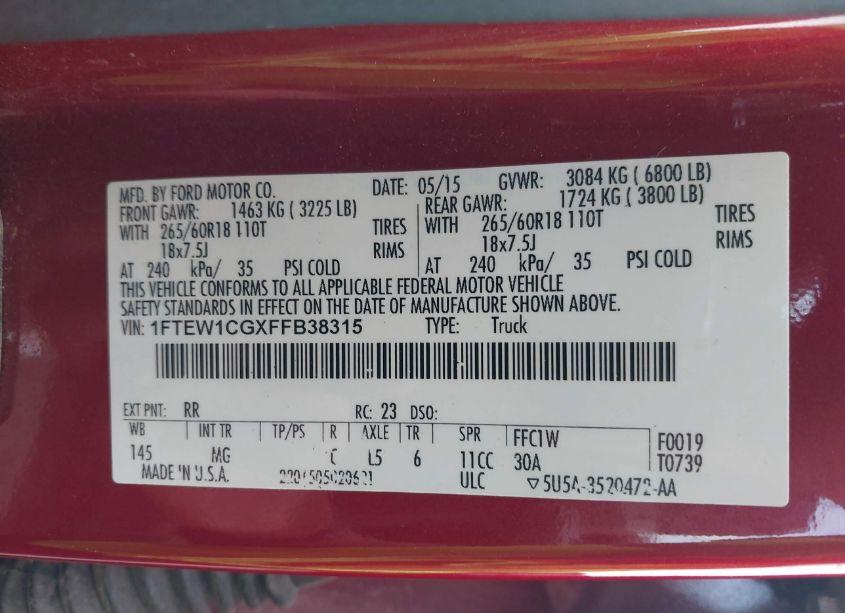 MFD. BY FORD MOTOR CO. DATE: 05/15 GVWR: 3084 KG ( 6800 LB)
FRONT GAWR: 1463 KG ( 3225 LB) REAR GAWR: 1724 KG ( 3800 LB)
WITH 265/60R18 110T TIRES WITH 265/60R18 110T TIRES
18x7.5J RIMS 18x7.5J RIMS
AT 240 kPa/ 35 PSI COLD AT 240 kPa/ 35 PSI COLD
THIS VEHICLE CONFORMS TO ALL APPLICABLE FEDERAL MOTOR VEHICLE
SAFETY STANDARDS IN EFFECT ON THE DATE OF MANUFACTURE SHOWN ABOVE.
VIN: 1FTEW1CGXFFB38315 TYPE: Truck
EXT PNT: RR RC: 23 DSO:
WB INT TR TP/PS R AXLE TR SPR FFC1W F0019
145 MG C L5 6 11CC 30A T0739
MADE IN U.S.A. ULC ▽5U5A-3520472-AA